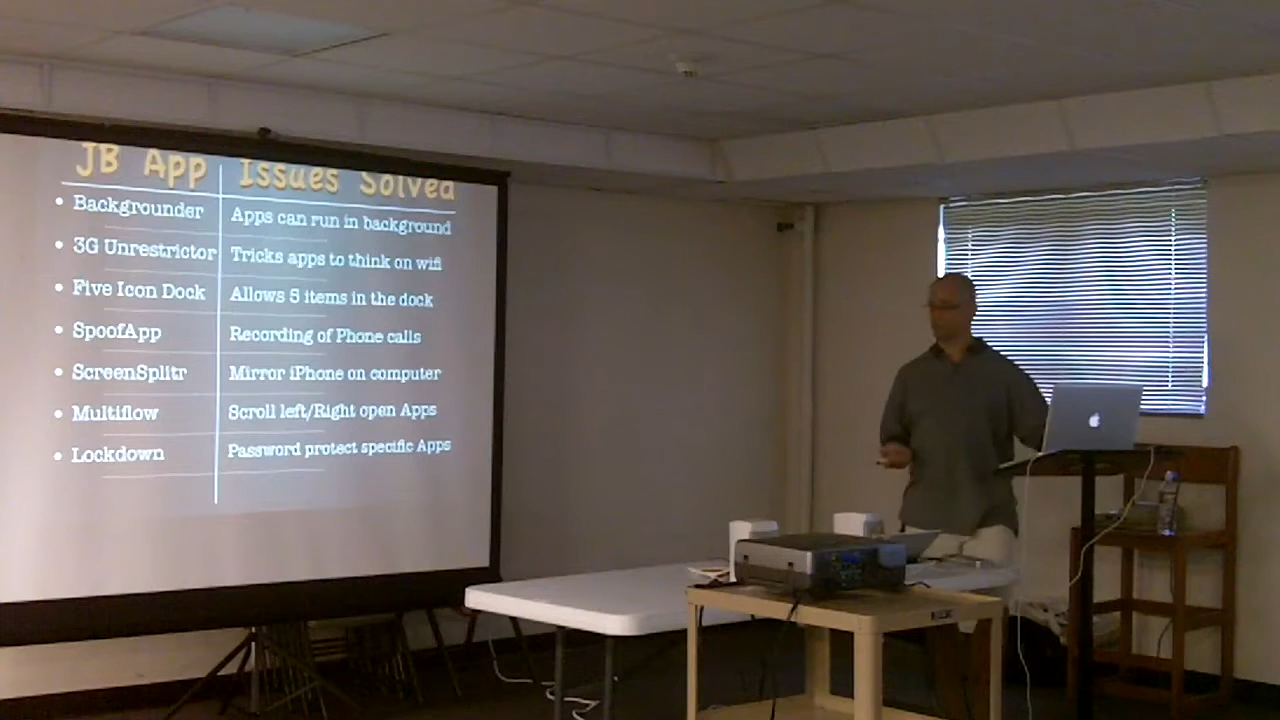 JB App Issues Solved
• Backgrounder Apps can run in background
• 3G Unrestrictor Tricks apps to think on wifi
• Five Icon Dock Allows 5 items in the dock
• SpoofApp Recording of Phone calls
• ScreenSplitr Mirror iPhone on computer
• Multiflow Scroll left/Right open Apps
• Lockdown Password protect specific Apps